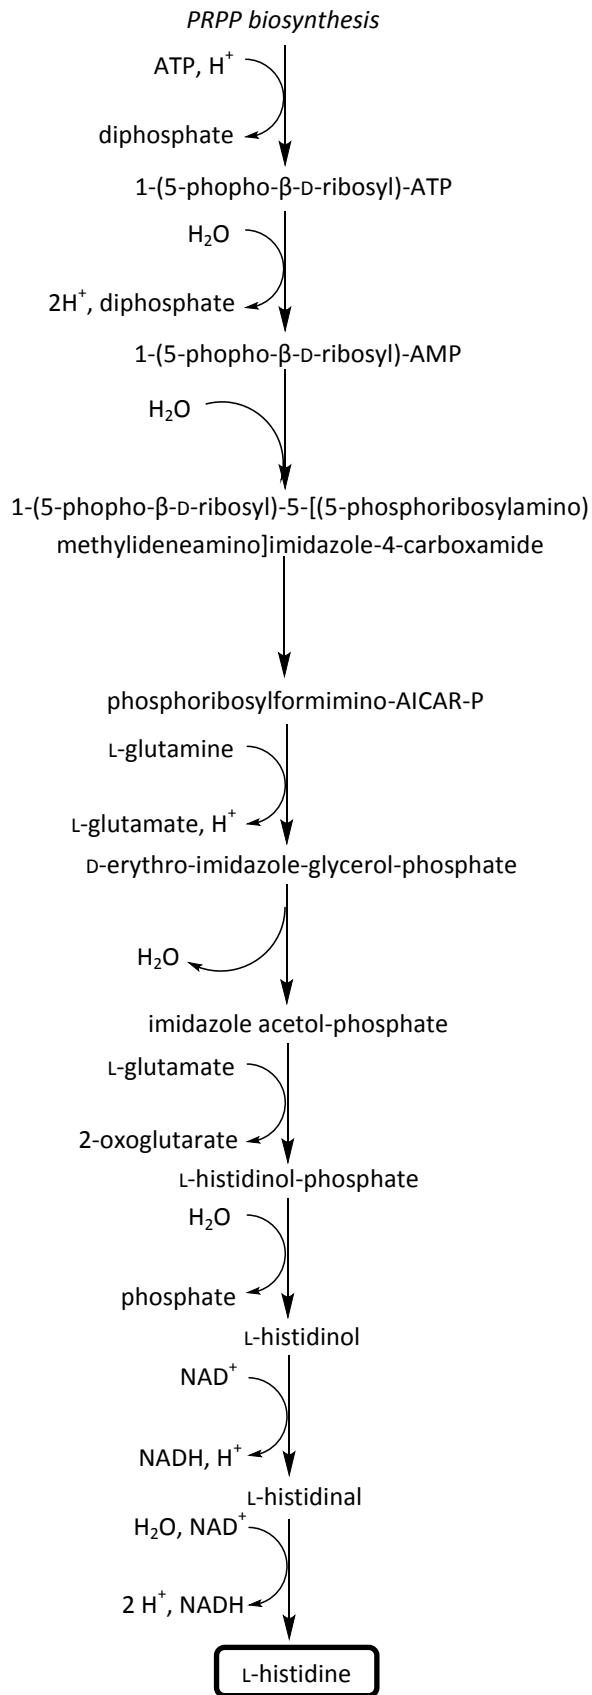 PRPP biosynthesis
ATP, H⁺
diphosphate
1-(5-phopho-β-D-ribosyl)-ATP
H₂O
2H⁺, diphosphate
1-(5-phopho-β-D-ribosyl)-AMP
H₂O
1-(5-phopho-β-D-ribosyl)-5-[(5-phosphoribosylamino)
methylideneamino]imidazole-4-carboxamide
phosphoribosylformimino-AICAR-P
L-glutamine
L-glutamate, H⁺
D-erythro-imidazole-glycerol-phosphate
H₂O
imidazole acetol-phosphate
L-glutamate
2-oxoglutarate
L-histidinol-phosphate
H₂O
phosphate
L-histidinol
NAD⁺
NADH, H⁺
L-histidinal
H₂O, NAD⁺
2 H⁺, NADH
L-histidine